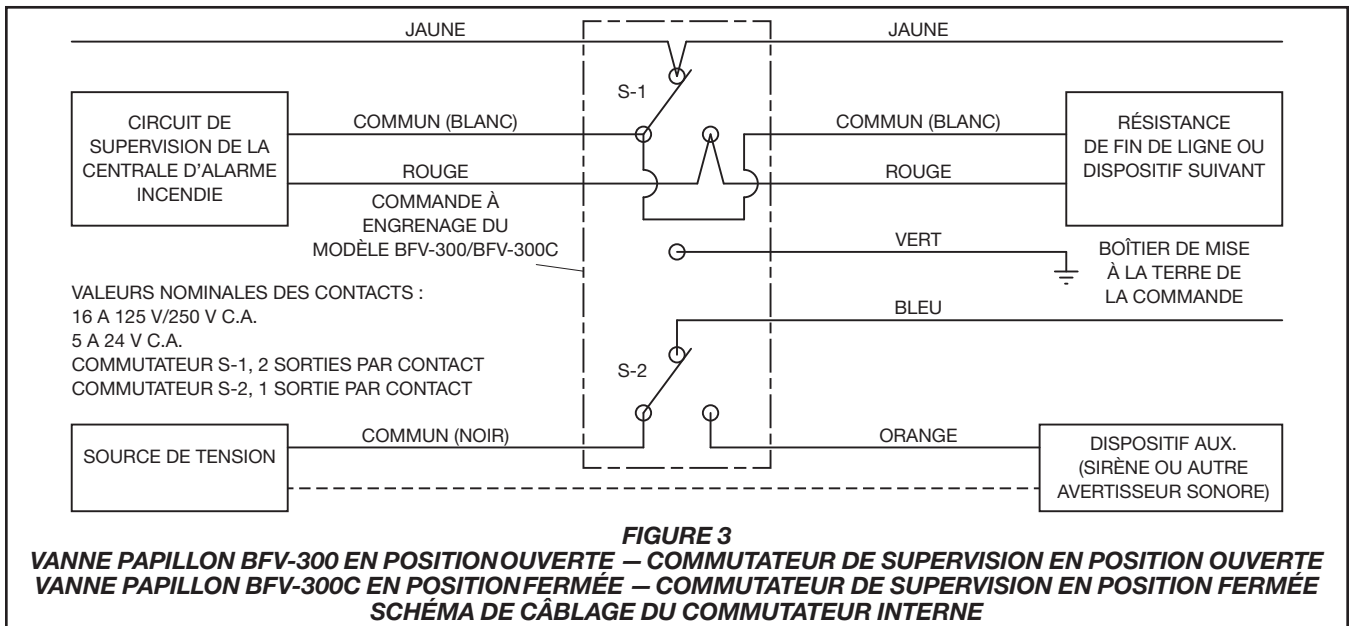 JAUNE
JAUNE
S-1
CIRCUIT DE
SUPERVISION DE LA
CENTRALE D'ALARME
INCENDIE
COMMUN (BLANC)
COMMUN (BLANC)
RÉSISTANCE
DE FIN DE LIGNE OU
DISPOSITIF SUIVANT
ROUGE
ROUGE
COMMANDE À
ENGRENAGE DU
MODÈLE BFV-300/BFV-300C
VERT
BOÎTIER DE MISE
À LA TERRE DE
LA COMMANDE
VALEURS NOMINALES DES CONTACTS :
16 A 125 V/250 V C.A.
5 A 24 V C.A.
COMMUTATEUR S-1, 2 SORTIES PAR CONTACT
COMMUTATEUR S-2, 1 SORTIE PAR CONTACT
BLEU
S-2
SOURCE DE TENSION
COMMUN (NOIR)
ORANGE
DISPOSITIF AUX.
(SIRÈNE OU AUTRE
AVERTISSEUR SONORE)
FIGURE 3
VANNE PAPILLON BFV-300 EN POSITION OUVERTE — COMMUTATEUR DE SUPERVISION EN POSITION OUVERTE
VANNE PAPILLON BFV-300C EN POSITION FERMÉE — COMMUTATEUR DE SUPERVISION EN POSITION FERMÉE
SCHÉMA DE CÂBLAGE DU COMMUTATEUR INTERNE